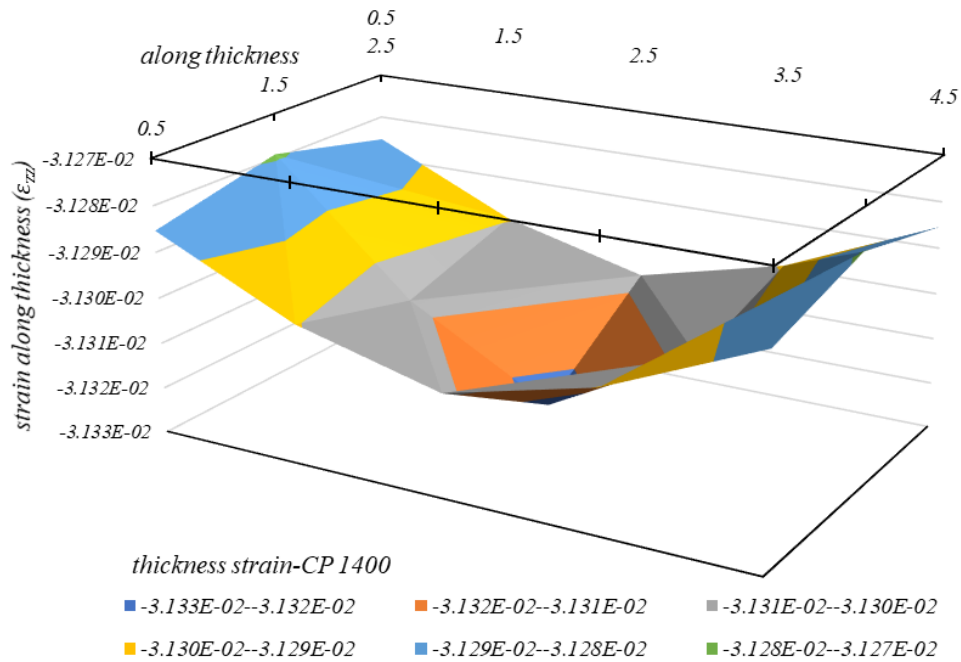 0.5
2.5
1.5
2.5
3.5
4.5
along thickness
1.5
0.5
strain along thickness (εzz)
-3.127E-02
-3.128E-02
-3.129E-02
-3.130E-02
-3.131E-02
-3.132E-02
-3.133E-02
thickness strain-CP 1400
-3.133E-02--3.132E-02
-3.132E-02--3.131E-02
-3.131E-02--3.130E-02
-3.130E-02--3.129E-02
-3.129E-02--3.128E-02
-3.128E-02--3.127E-02